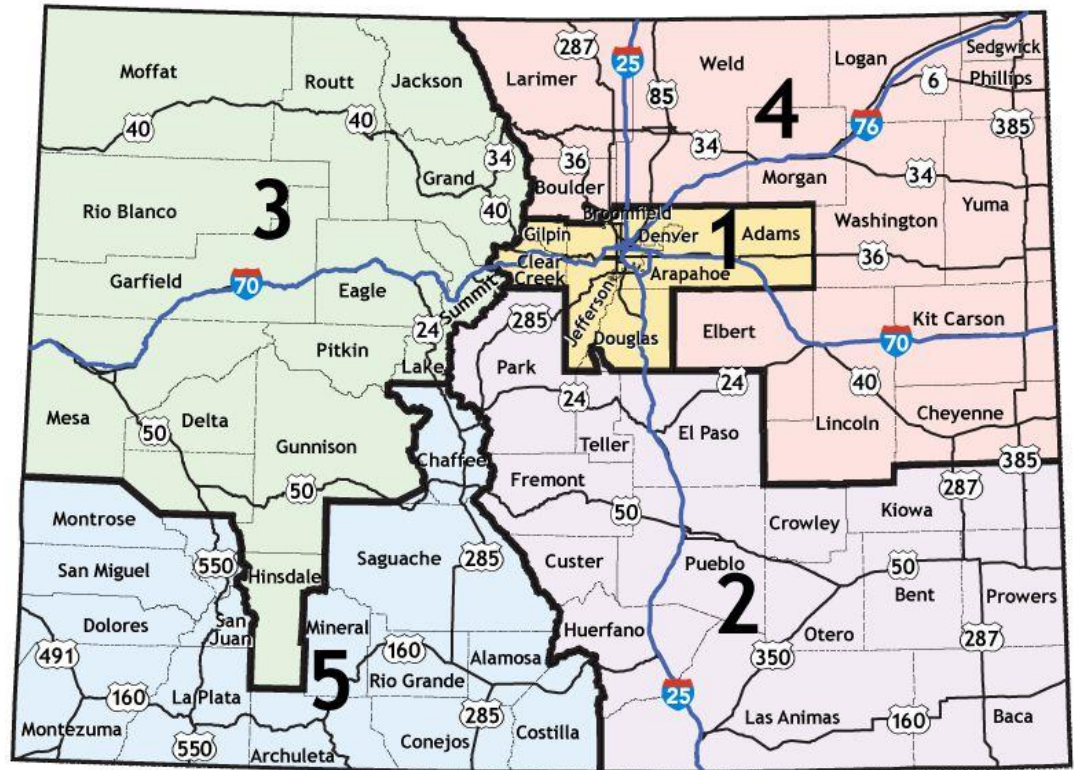 Moffat
Routt
Jackson
Larimer
287
25
85
Weld
Logan
Sedgwick
Phillips
6
385
4
76
40
40
34
Grand
40
36
34
Boulder
Morgan
34
Yuma
Washington
Rio Blanco
3
Broomfield
Gilpin
Denver
1
Adams
36
Clear
Creek
Arapahoe
Garfield
70
Eagle
Summit
24
285
Jefferson
Douglas
Elbert
Kit Carson
70
Pitkin
Lake
Park
24
24
40
Mesa
50
Delta
Gunnison
Chaffee
Teller
El Paso
Lincoln
Cheyenne
385
287
50
Fremont
50
Crowley
Kiowa
Montrose
550
Saguache
285
Custer
Pueblo
50
San Miguel
Hinsdale
Bent
Prowers
2
Dolores
San
Juan
Mineral
Huerfano
Otero
287
491
5
160
Alamosa
350
160
La Plata
Rio Grande
25
Montezuma
550
285
Costilla
Las Animas
160
Baca
Archuleta
Conejos